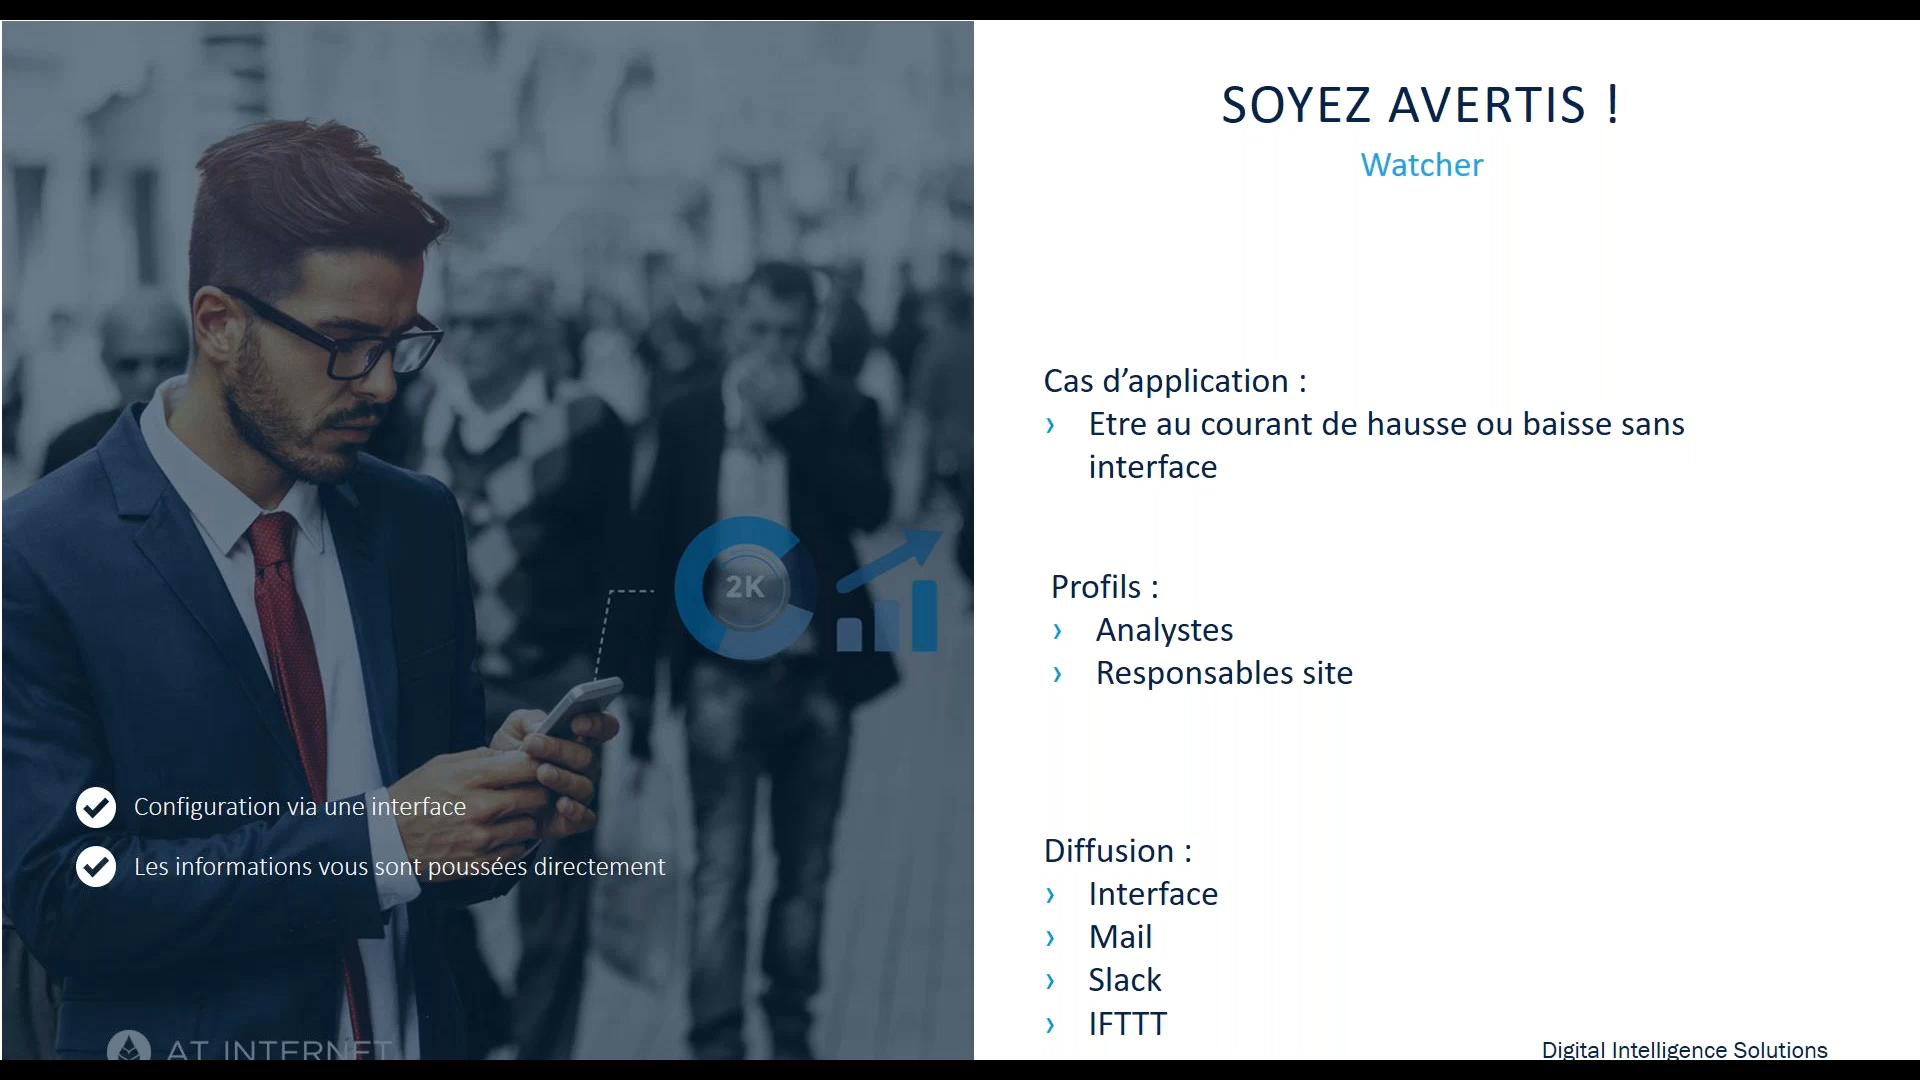 SOYEZ AVERTIS !
Watcher
Cas d’application :
› Etre au courant de hausse ou baisse sans
interface
Profils :
› Analystes
› Responsables site
Diffusion :
› Interface
› Mail
› Slack
› IFTTT
2K
Configuration via une interface
Les informations vous sont poussées directement
AT INTERNET
Digital Intelligence Solutions